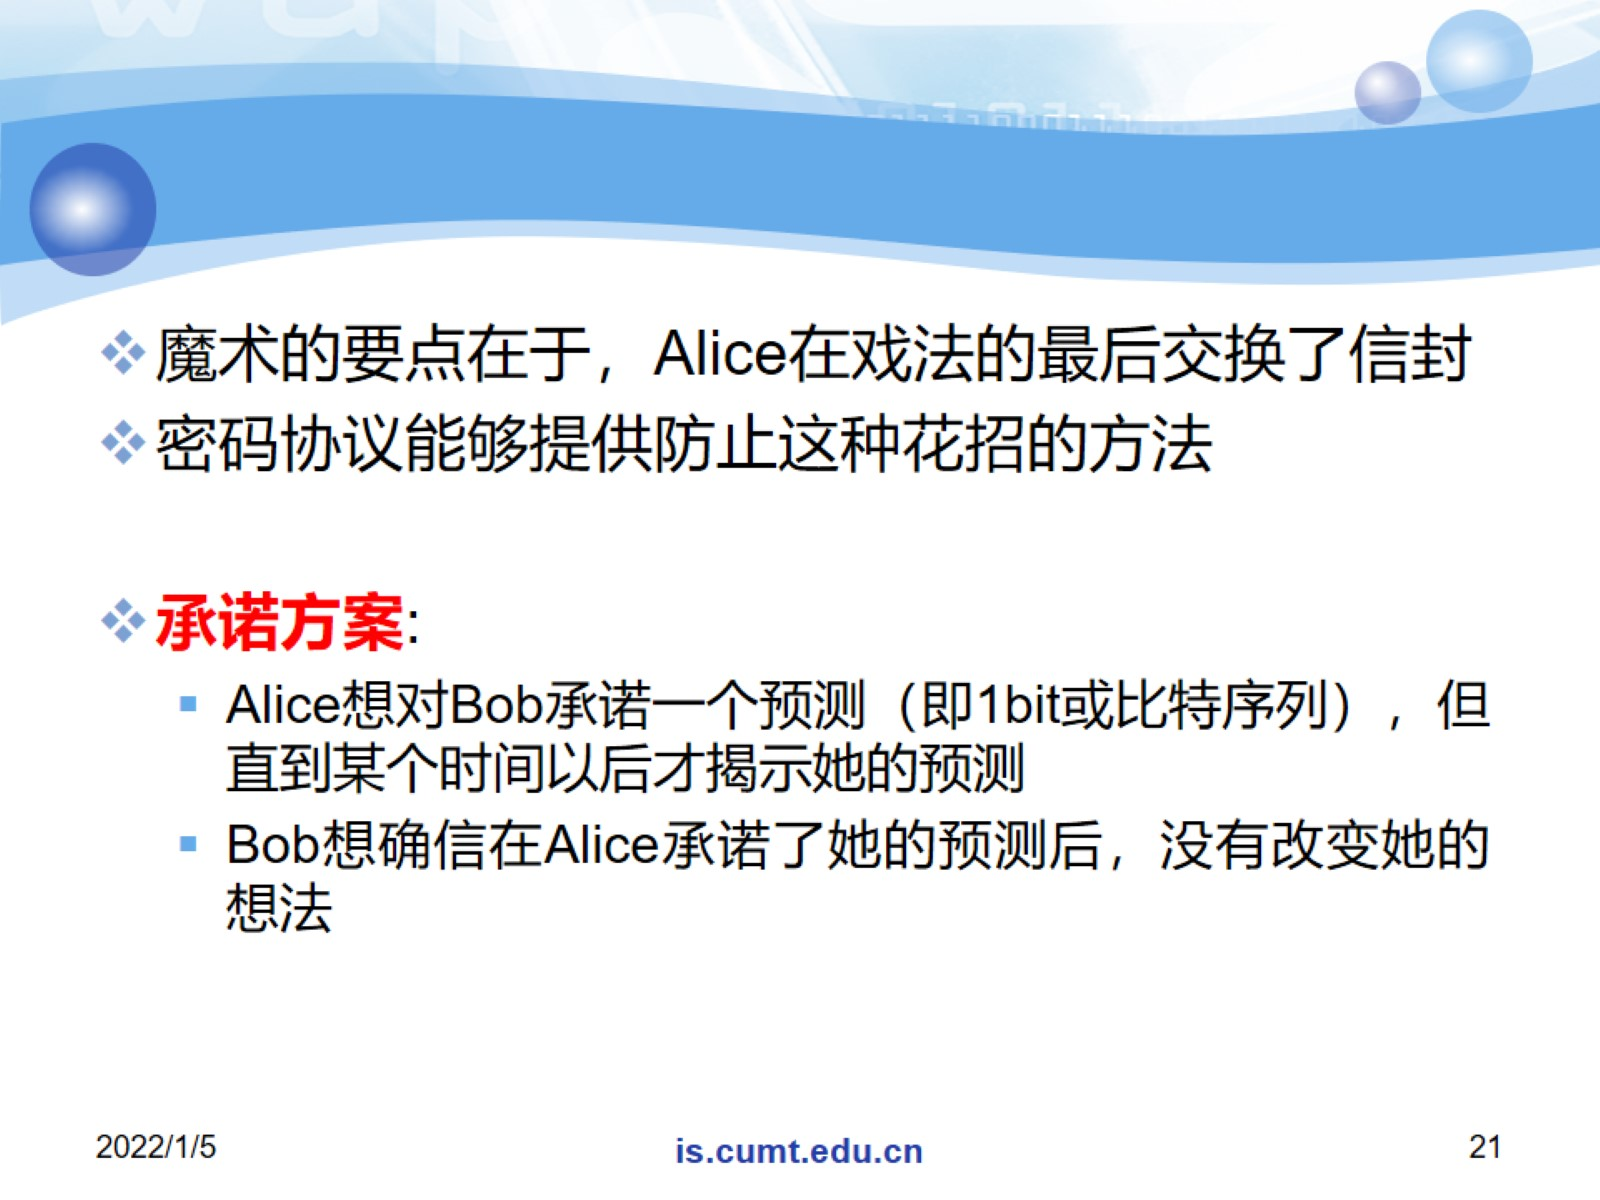 魔术的要点在于，Alice在戏法的最后交换了信封
密码协议能够提供防止这种花招的方法
承诺方案:
Alice想对Bob承诺一个预测（即1bit或比特序列），但
直到某个时间以后才揭示她的预测
Bob想确信在Alice承诺了她的预测后，没有改变她的
想法
2022/1/5
is.cumt.edu.cn
21